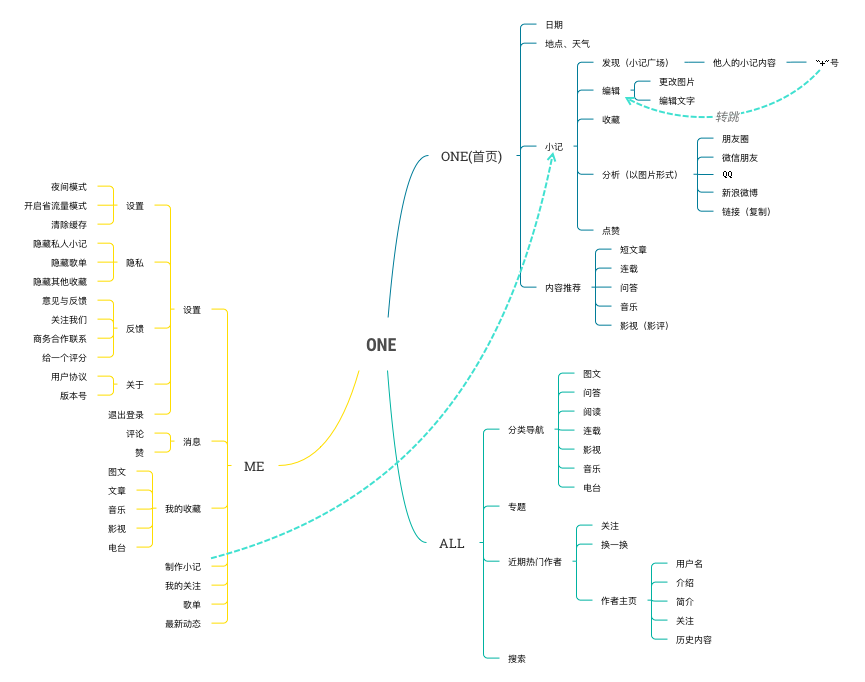 ONE
ONE(首页)
日期
地点、天气
小记
发现（小记广场）
他人的小记内容
"+"号
编辑
更改图片
编辑文字
转跳
收藏
分析（以图片形式）
朋友圈
微信朋友
QQ
新浪微博
链接（复制）
点赞
内容推荐
短文章
连载
问答
音乐
影视（影评）
ALL
分类导航
图文
问答
阅读
连载
影视
音乐
电台
专题
近期热门作者
关注
换一换
作者主页
用户名
介绍
简介
关注
历史内容
搜索
ME
设置
设置
夜间模式
开启省流量模式
清除缓存
隐私
隐藏私人小记
隐藏歌单
隐藏其他收藏
反馈
意见与反馈
关注我们
商务合作联系
给一个评分
关于
用户协议
版本号
退出登录
消息
评论
赞
我的收藏
图文
文章
音乐
影视
电台
制作小记
我的关注
歌单
最新动态